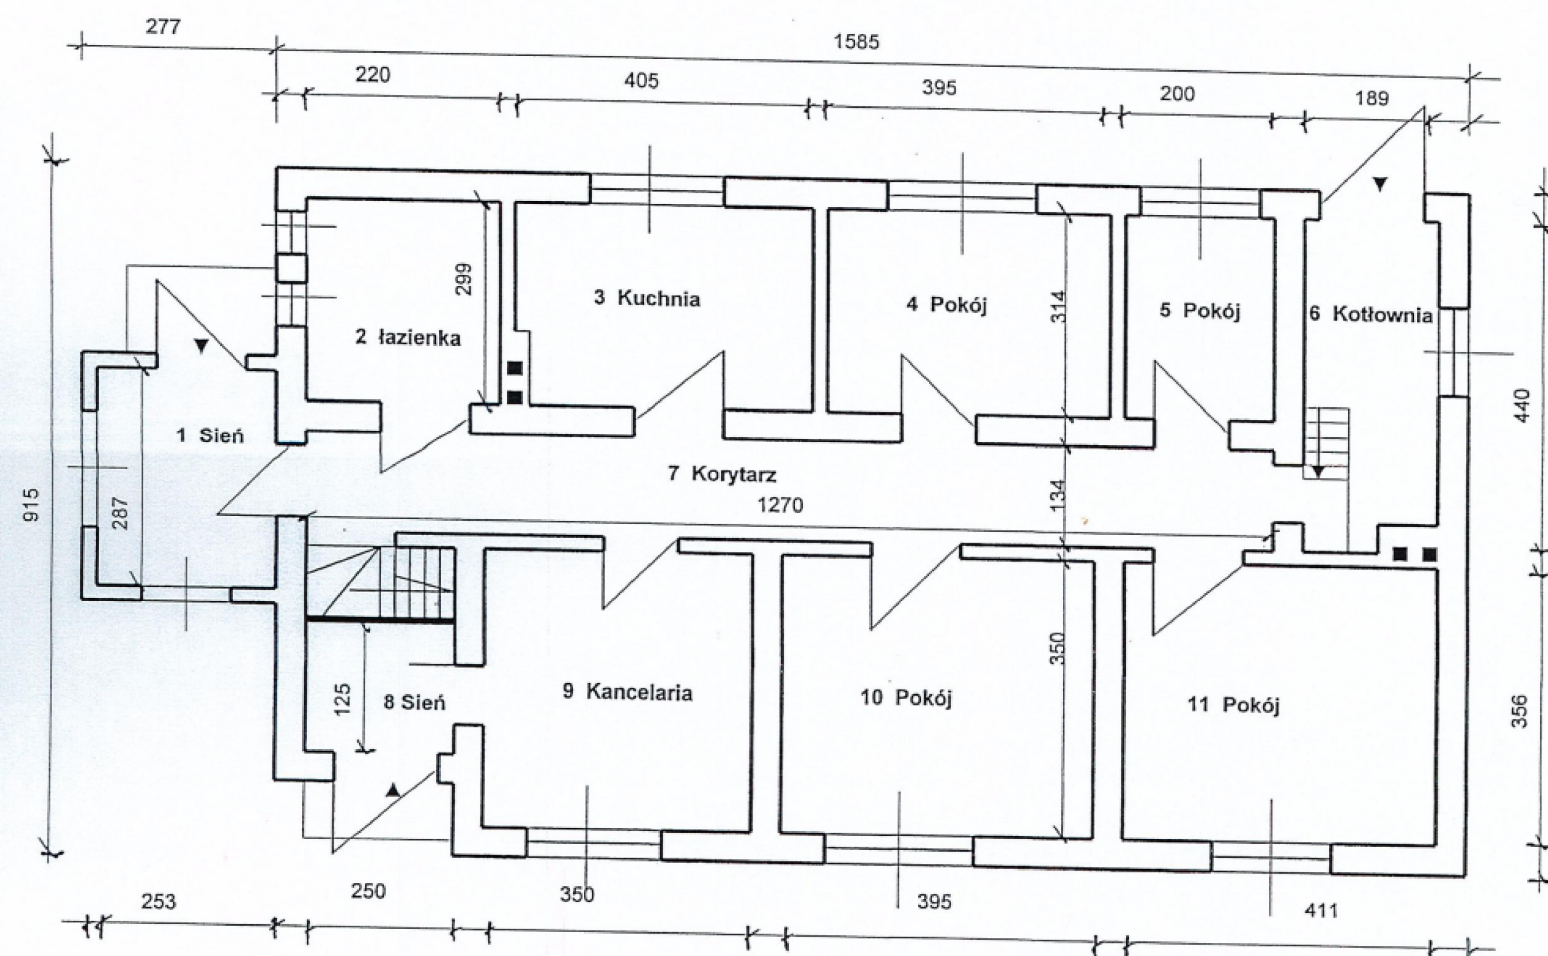 277
1585
220
405
395
200
189
299
3 Kuchnia
4 Pokój
314
5 Pokój
6 Kotłownia
2 łazienka
440
1 Sień
7 Korytarz
134
915
287
1270
350
356
125
8 Sień
9 Kancelaria
10 Pokój
11 Pokój
253
250
350
395
411